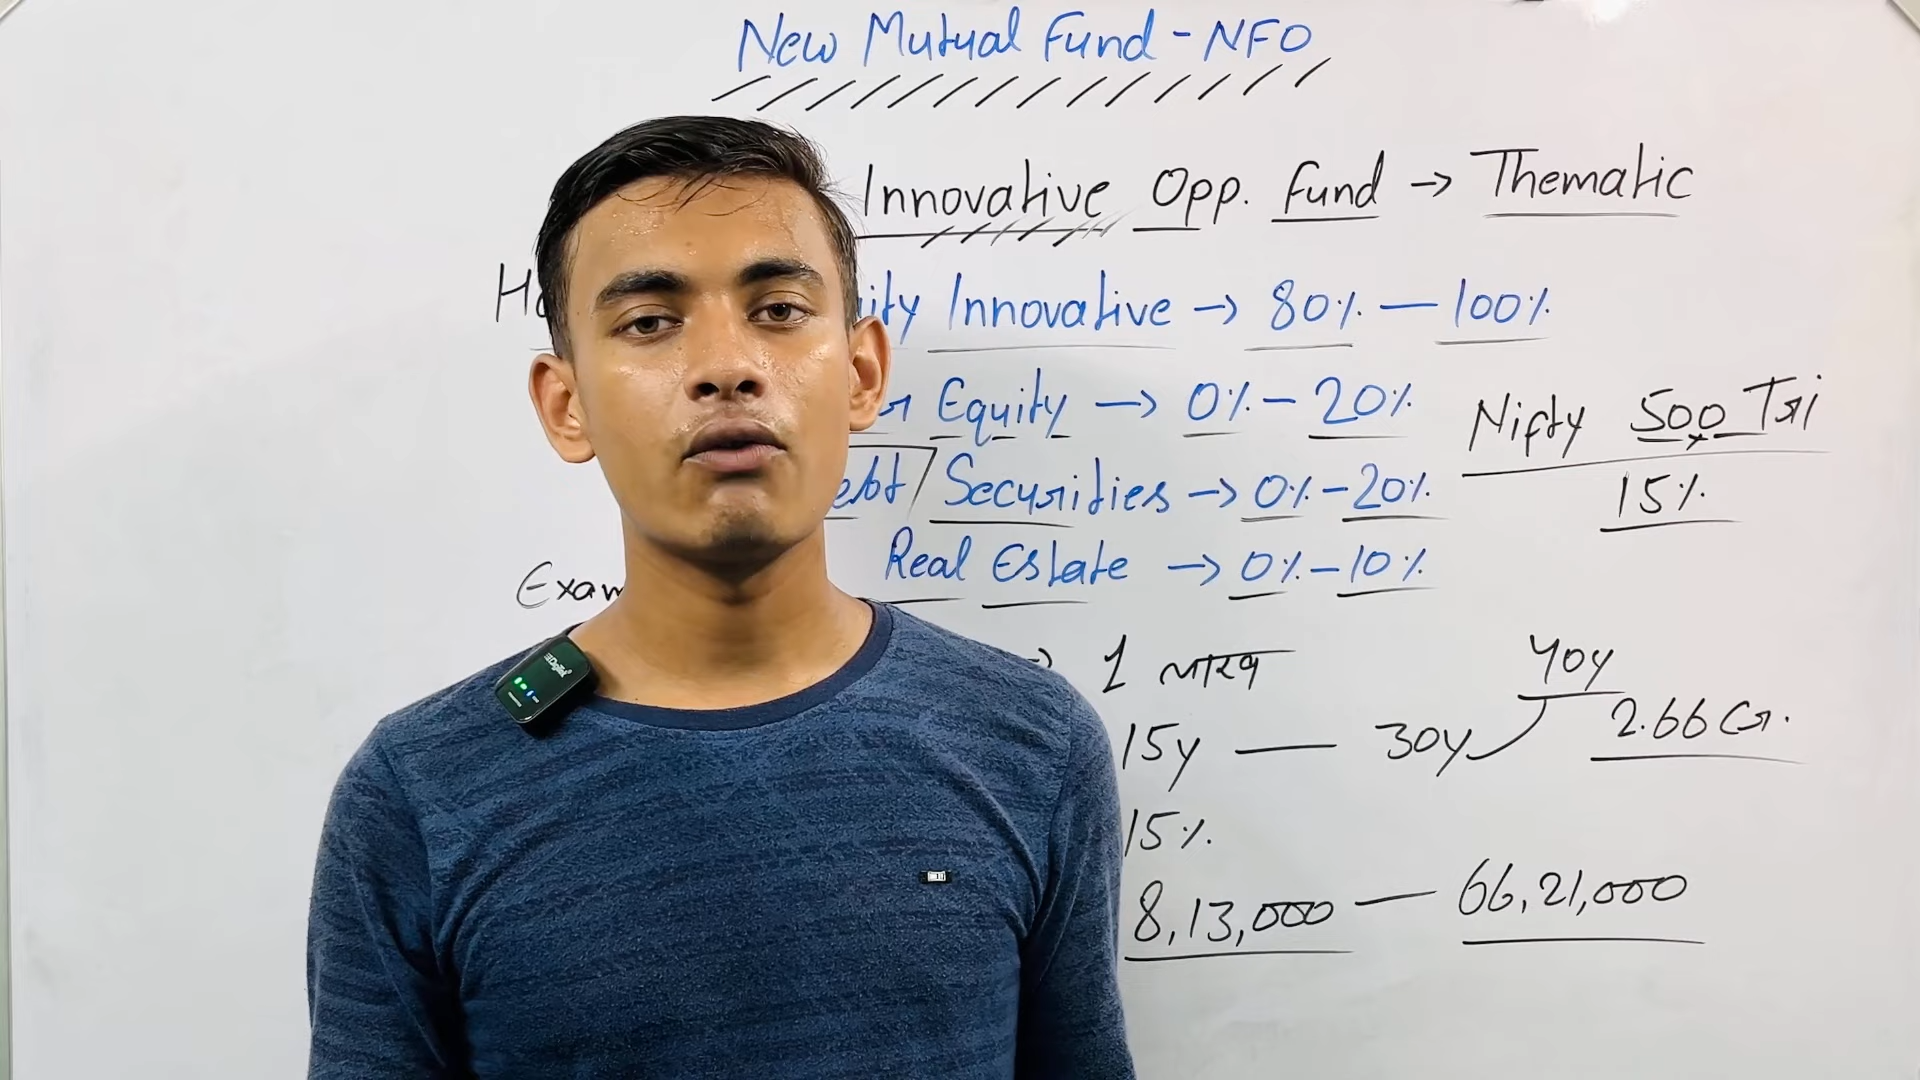 New Mutual Fund - NFO
Innovative Opp. Fund → Thematic
Innovative → 80% — 100%
Equity → 0% - 20%
Nifty 500 Tri
15%
Securities → 0% - 20%
Real Estate → 0% - 10%
1 लाख
40y
2.66 Cr.
15y — 30y
15%
8,13,000 — 66,21,000